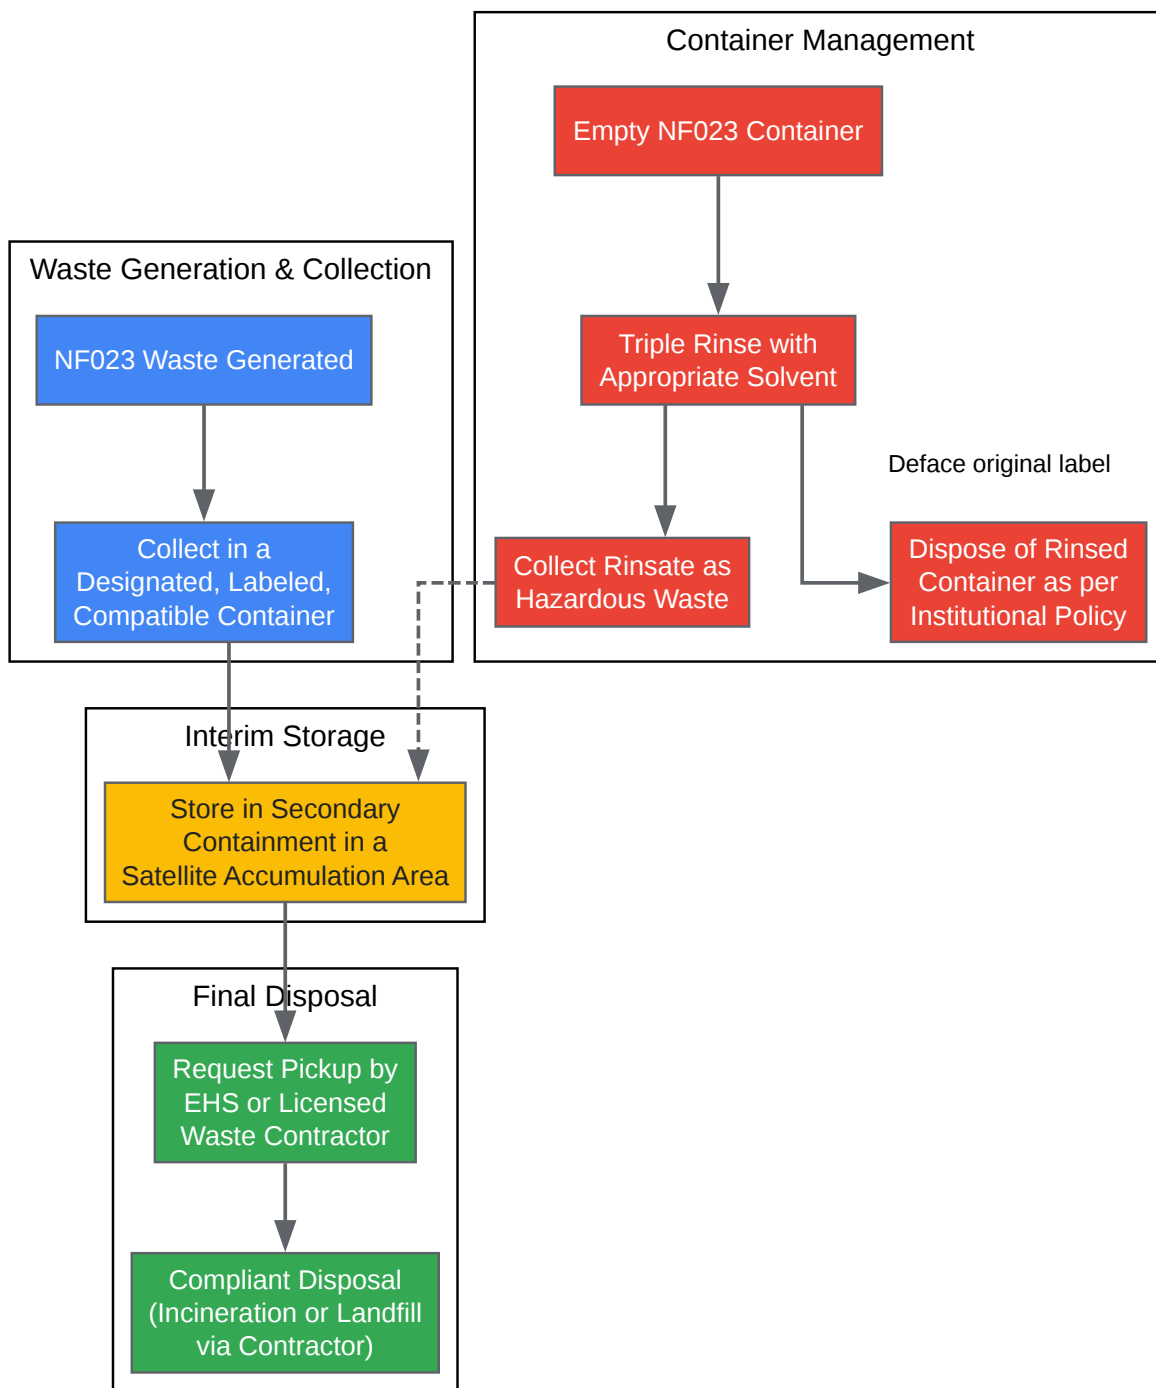 Container Management
Empty NF023 Container
Waste Generation & Collection
NF023 Waste Generated
Triple Rinse with
Appropriate Solvent
Deface original label
Collect in a
Designated, Labeled,
Compatible Container
Collect Rinsate as
Hazardous Waste
Dispose of Rinsed
Container as per
Institutional Policy
Interim Storage
Store in Secondary
Containment in a
Satellite Accumulation Area
Final Disposal
Request Pickup by
EHS or Licensed
Waste Contractor
Compliant Disposal
(Incineration or Landfill
via Contractor)